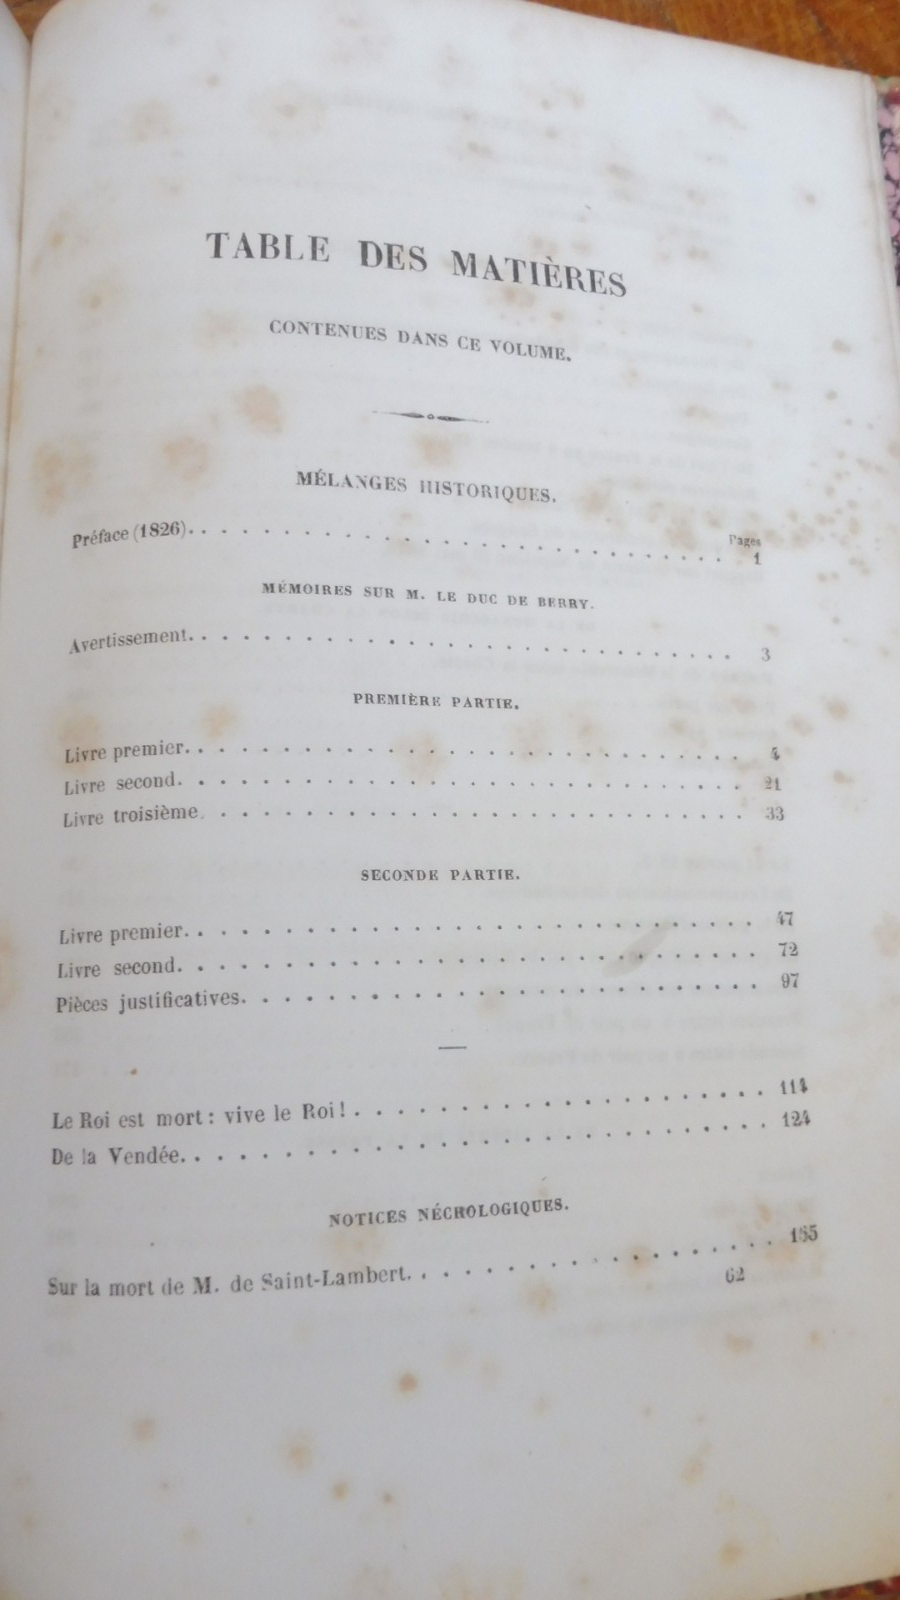 TABLE DES MATIÈRES
CONTENUES DANS CE VOLUME.
MÉLANGES HISTORIQUES.
Pages
Préface (1826). . . . . . . . . . . . . . . . . . . . . . . 1
MÉMOIRES SUR M. LE DUC DE BERRY.
Avertissement. . . . . . . . . . . . . . . . . . . . . . . 3
PREMIÈRE PARTIE.
Livre premier. . . . . . . . . . . . . . . . . . . . . . . 4
Livre second. . . . . . . . . . . . . . . . . . . . . . . 21
Livre troisième. . . . . . . . . . . . . . . . . . . . . . . 33
SECONDE PARTIE.
Livre premier. . . . . . . . . . . . . . . . . . . . . . . 47
Livre second. . . . . . . . . . . . . . . . . . . . . . . 72
Pièces justificatives. . . . . . . . . . . . . . . . . . . . . 97
Le Roi est mort : vive le Roi ! . . . . . . . . . . . . . . . . . 114
De la Vendée. . . . . . . . . . . . . . . . . . . . . . . 124
NOTICES NÉCROLOGIQUES.
Sur la mort de M. de Saint-Lambert. . . . . . . . . . . . . . . 155
62